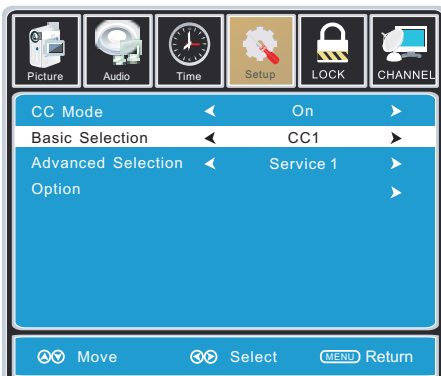 Picture Audio Time Setup LOCK CHANNEL
CC Mode On
Basic Selection CC1
Advanced Selection Service 1
Option
Move Select MENU Return